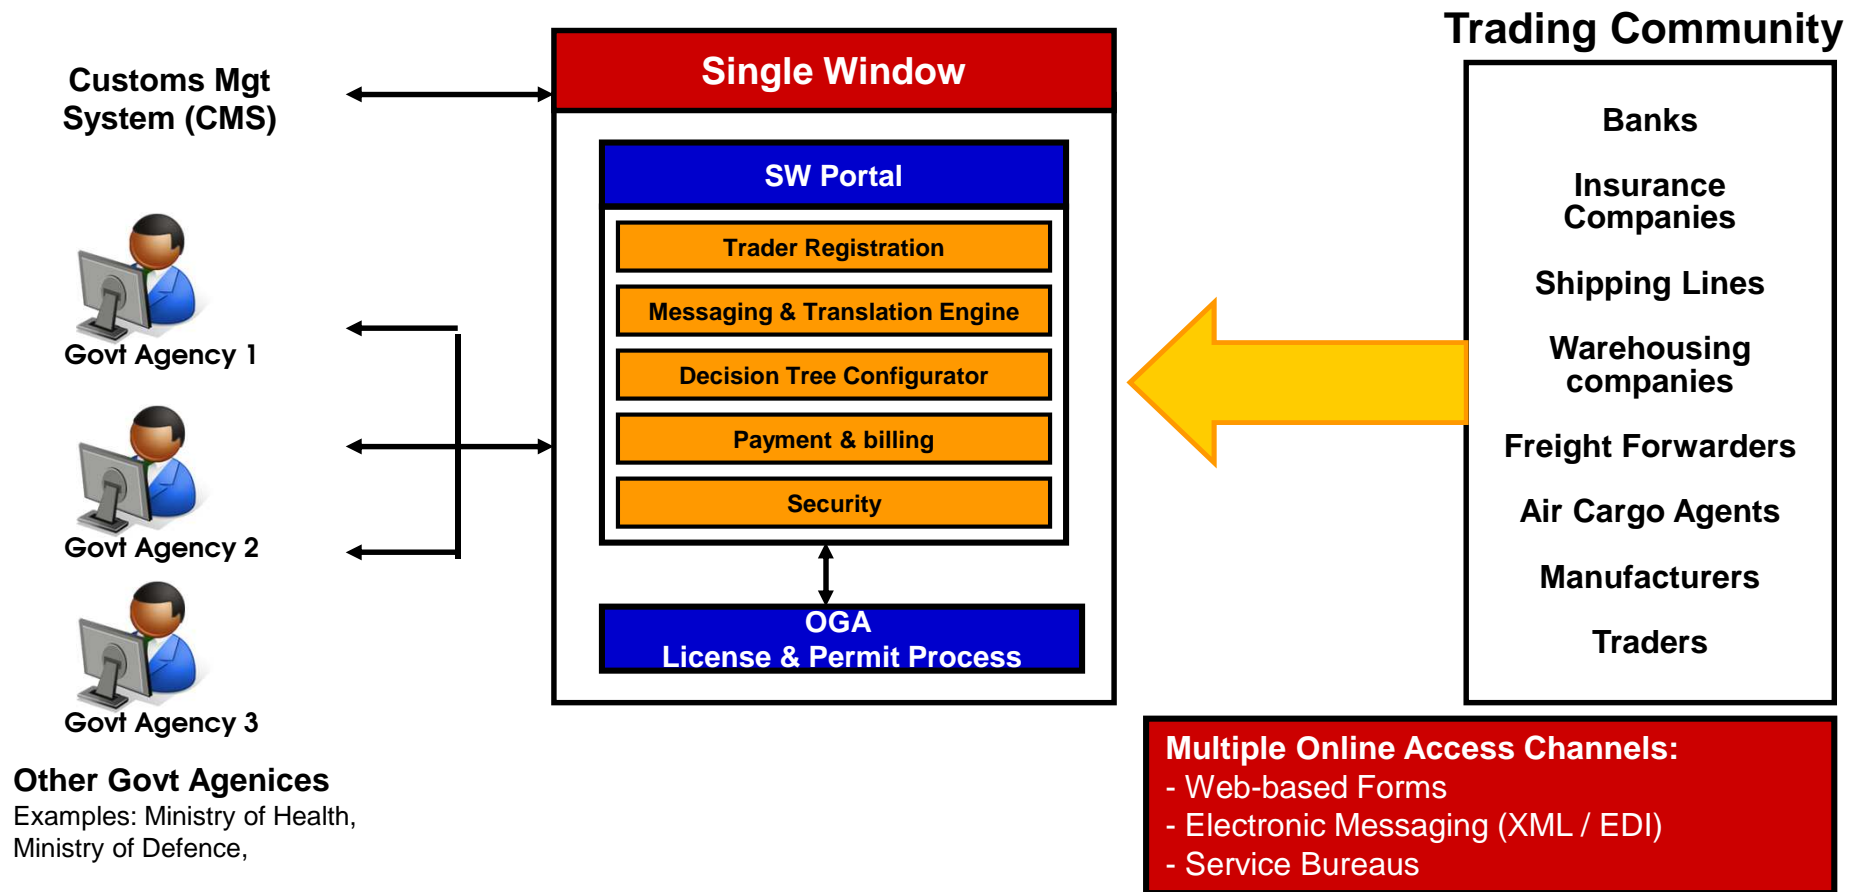 Trading Community
Customs Mgt
System (CMS)
Govt Agency 1
Govt Agency 2
Govt Agency 3
Other Govt Agenices
Examples: Ministry of Health,
Ministry of Defence,
Single Window
SW Portal
Trader Registration
Messaging & Translation Engine
Decision Tree Configurator
Payment & billing
Security
OGA
License & Permit Process
Banks
Insurance
Companies
Shipping Lines
Warehousing
companies
Freight Forwarders
Air Cargo Agents
Manufacturers
Traders
Multiple Online Access Channels:
- Web-based Forms
- Electronic Messaging (XML / EDI)
- Service Bureaus